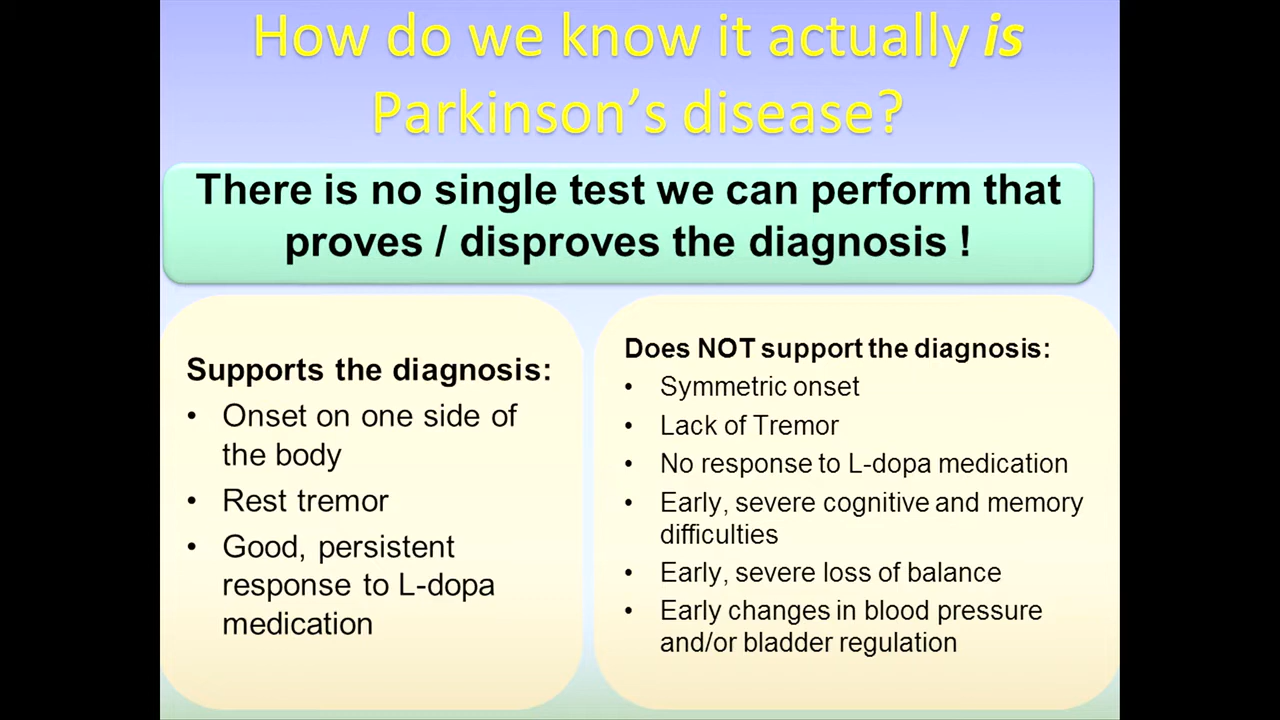 How do we know it actually is
Parkinson's disease?
There is no single test we can perform that
proves / disproves the diagnosis !
Supports the diagnosis:
• Onset on one side of
the body
• Rest tremor
• Good, persistent
response to L-dopa
medication
Does NOT support the diagnosis:
• Symmetric onset
• Lack of Tremor
• No response to L-dopa medication
• Early, severe cognitive and memory
difficulties
• Early, severe loss of balance
• Early changes in blood pressure
and/or bladder regulation